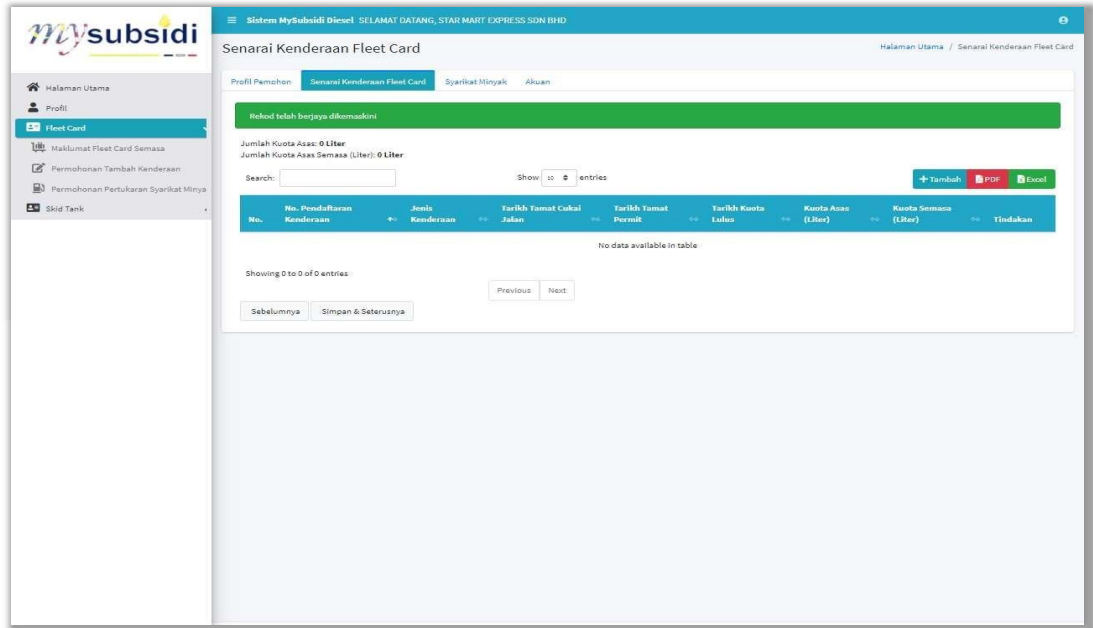 mysubsidi
Sistem MySubsidi Diesel SELAMAT DATANG, STAR MART EXPRESS SDN BHD
Senarai Kenderaan Fleet Card
Halaman Utama / Senarai Kenderaan Fleet Card
Halaman Utama
Profil
Fleet Card
Maklumat Fleet Card Semasa
Permohonan Tambah Kenderaan
Permohonan Pertukaran Syarikat Minya
Skid Tank
Profil Pemohon Senarai Kenderaan Fleet Card Syarikat Minyak Akuan
Rekod telah berjaya dikemaskini
Jumlah Kuota Asas: 0 Liter
Jumlah Kuota Asas Semasa (Liter): 0 Liter
Search: Show 10 entries
Tambah PDF Excel
No. No. Pendaftaran Kenderaan Jenis Kenderaan Tarikh Tamat Cukai Jalan Tarikh Tamat Permit Tarikh Kuota Lulus Kuota Asas (Liter) Kuota Semasa (Liter) Tindakan
No data available in table
Showing 0 to 0 of 0 entries
Previous Next
Sebelumnya Simpan & Seterusnya